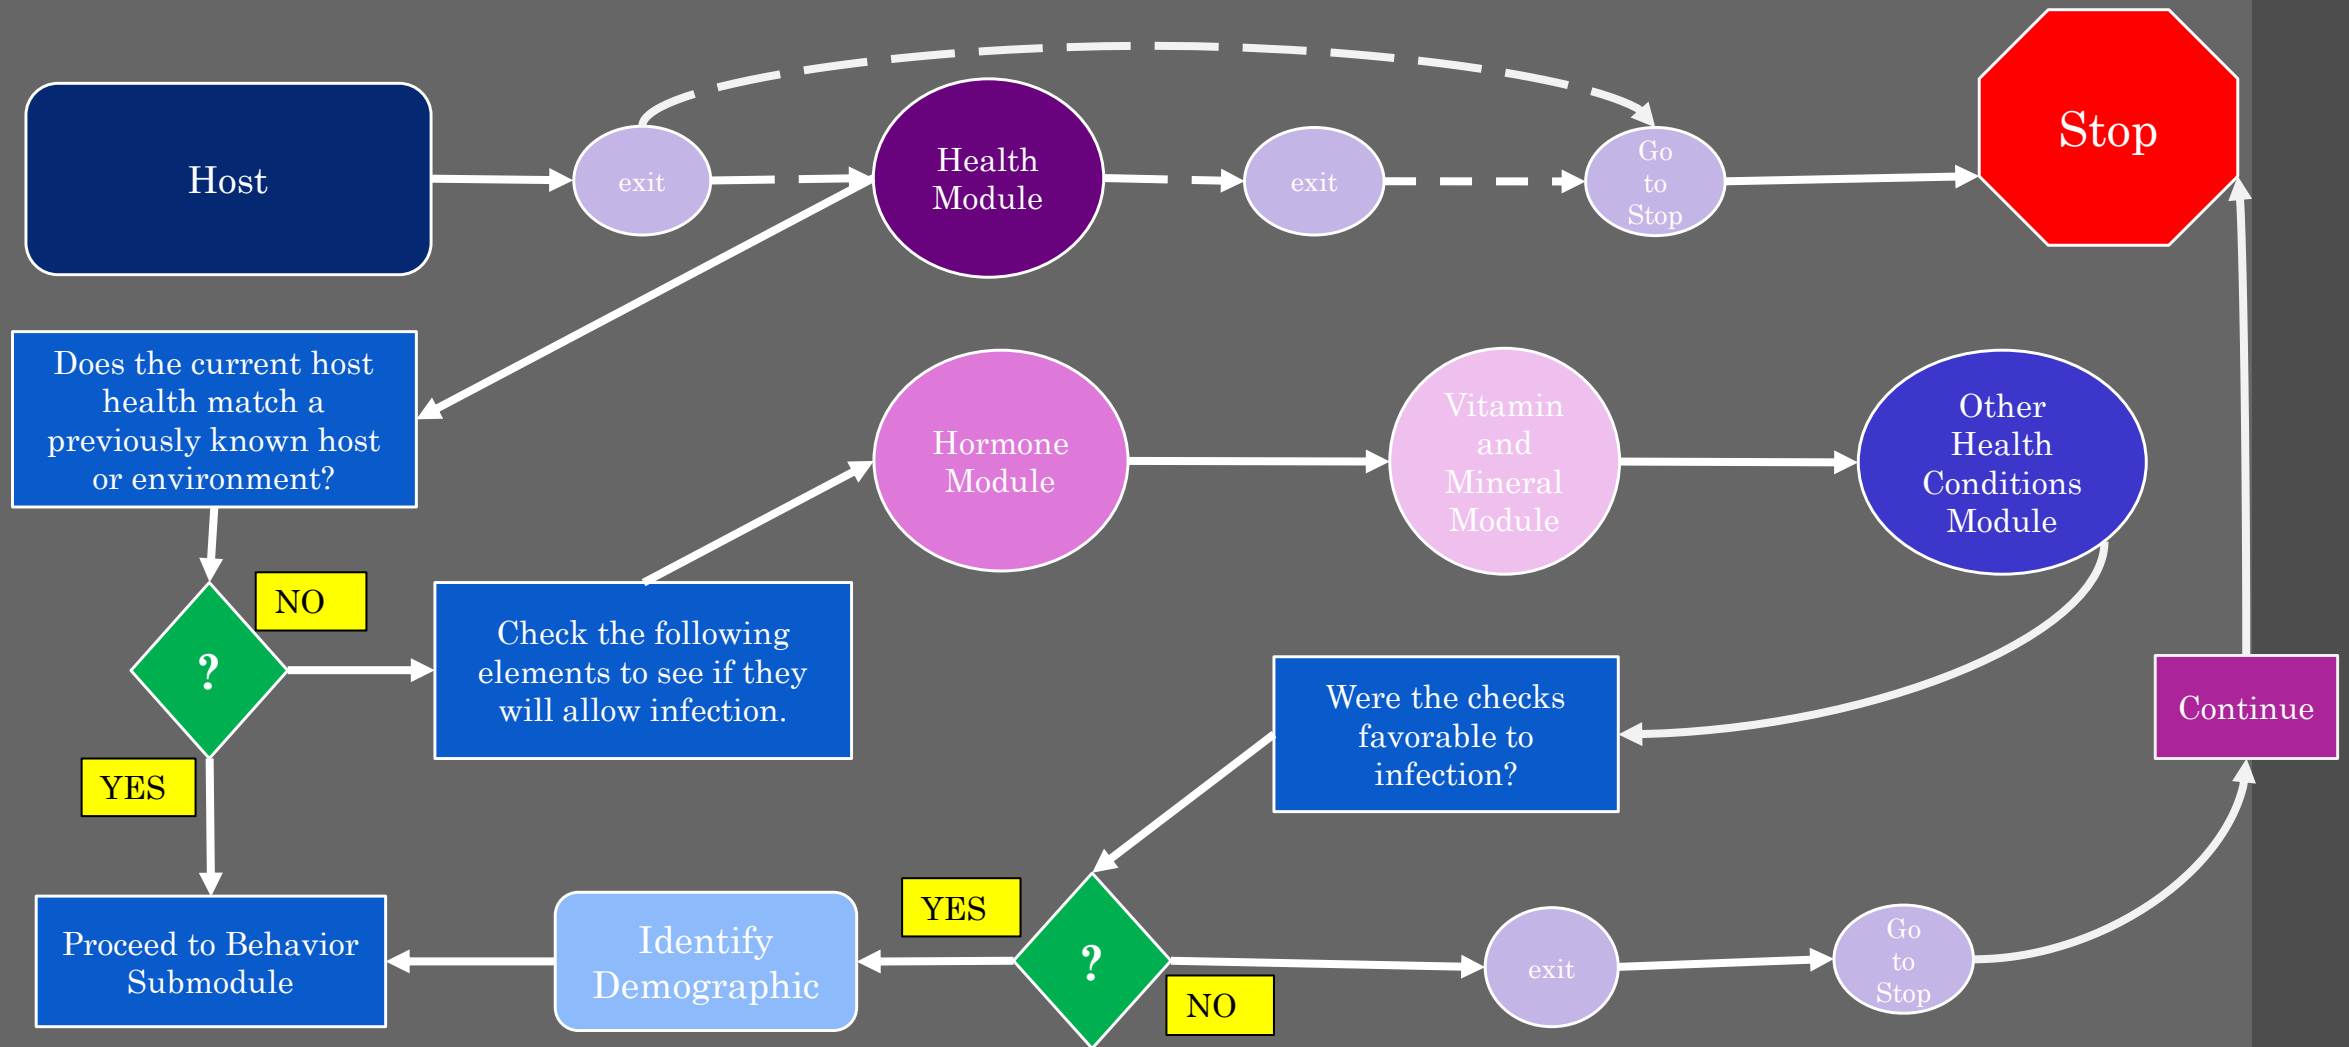 Host
exit
Health
Module
exit
Go
to
Stop
Stop
Does the current host
health match a
previously known host
or environment?
Hormone
Module
Vitamin
and
Mineral
Module
Other
Health
Conditions
Module
NO
?
Check the following
elements to see if they
will allow infection.
Were the checks
favorable to
infection?
Continue
YES
Proceed to Behavior
Submodule
Identify
Demographic
YES
?
NO
exit
Go
to
Stop